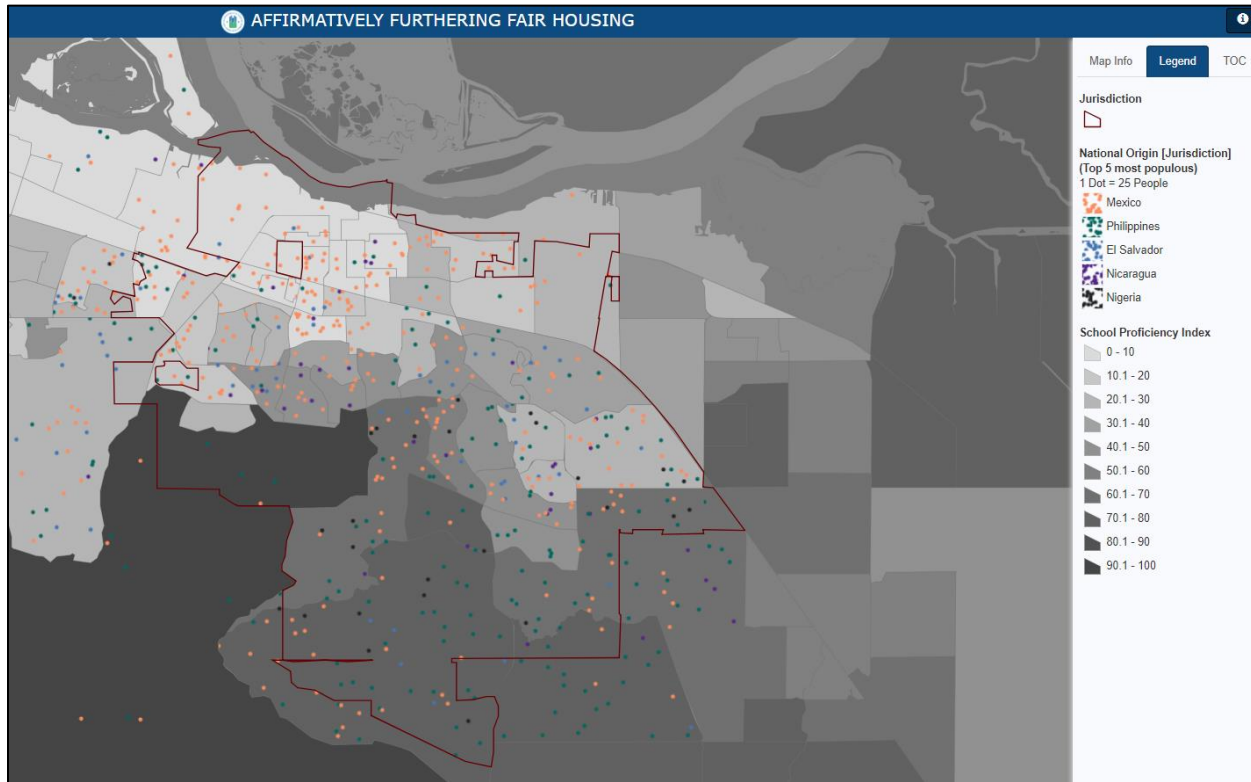 AFFIRMATIVELY FURTHERING FAIR HOUSING
Map Info Legend TOC
Jurisdiction
National Origin [Jurisdiction]
(Top 5 most populous)
1 Dot = 25 People
Mexico
Philippines
El Salvador
Nicaragua
Nigeria
School Proficiency Index
0 - 10
10.1 - 20
20.1 - 30
30.1 - 40
40.1 - 50
50.1 - 60
60.1 - 70
70.1 - 80
80.1 - 90
90.1 - 100